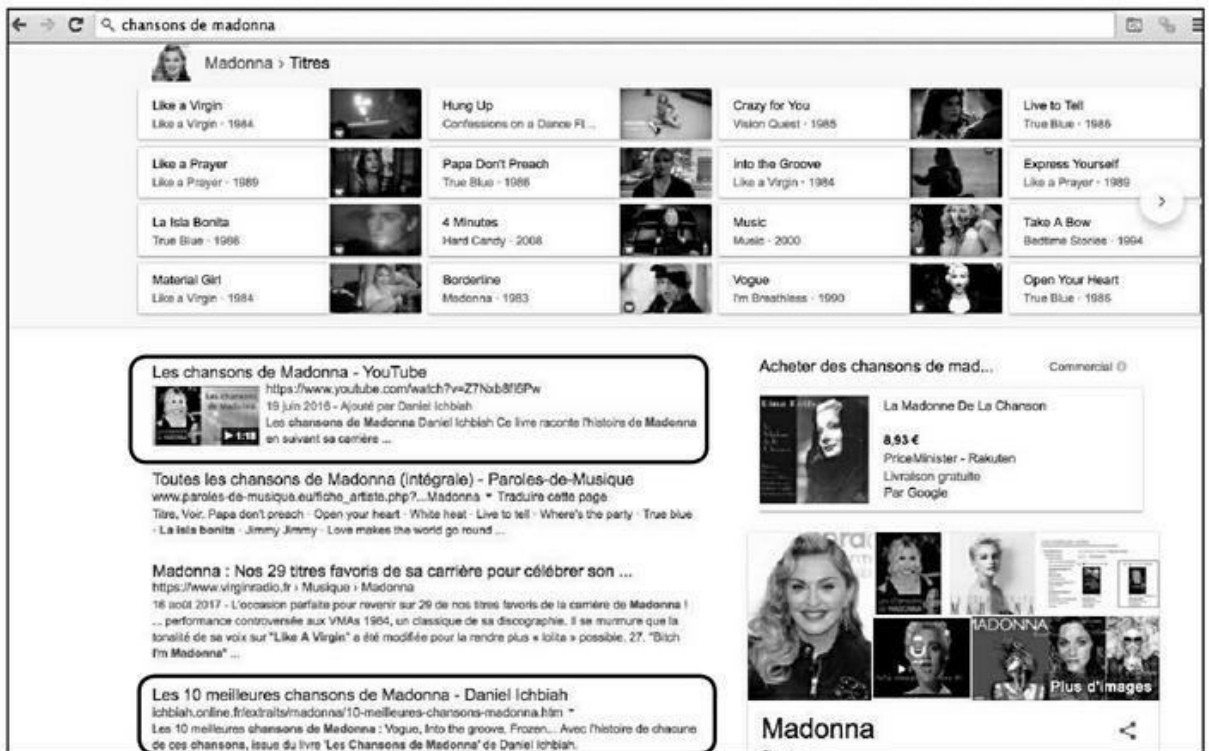 chansons de madonna
Madonna > Titres
Like a Virgin
Like a Virgin - 1984
Hung Up
Confessions on a Dance Fl ...
Crazy for You
Vision Quest - 1985
Live to Tell
True Blue - 1986
Like a Prayer
Like a Prayer - 1989
Papa Don't Preach
True Blue - 1986
Into the Groove
Like a Virgin - 1984
Express Yourself
Like a Prayer - 1989
La Isla Bonita
True Blue - 1986
4 Minutes
Hard Candy - 2008
Music
Music - 2000
Take A Bow
Bedtime Stories - 1994
Material Girl
Like a Virgin - 1984
Borderline
Madonna - 1983
Vogue
I'm Breathless - 1990
Open Your Heart
True Blue - 1986
Les chansons de Madonna - YouTube
https://www.youtube.com/watch?v=Z7Nxb8fl6Pw
19 juin 2016 - Ajouté par Daniel Ichbiah
Les chansons de Madonna Daniel Ichbiah Ce livre raconte l'histoire de Madonna
en suivant sa carrière ...
Les chansons
de Madonna
1:18
Toutes les chansons de Madonna (intégrale) - Paroles-de-Musique
www.paroles-de-musique.eu/fiche_artiste.php?...Madonna ▾ Traduire cette page
Titre, Voir. Papa don't preach · Open your heart · White heat · Live to tell · Where's the party · True blue
· La isla bonita · Jimmy Jimmy · Love makes the world go round ...
Madonna : Nos 29 titres favoris de sa carrière pour célébrer son ...
https://www.virginradio.fr › Musique › Madonna
16 août 2017 - L'occasion parfaite pour revenir sur 29 de nos titres favoris de la carrière de Madonna !
... performance controversée aux VMAs 1984, un classique de sa discographie. Il se murmure que la
tonalité de sa voix sur "Like A Virgin" a été modifiée pour la rendre plus « lolita » possible. 27. "Bitch
I'm Madonna" ...
Les 10 meilleures chansons de Madonna - Daniel Ichbiah
ichbiah.online.fr/extraits/madonna/10-meilleures-chansons-madonna.htm ▾
Les 10 meilleures chansons de Madonna : Vogue, Into the groove, Frozen... Avec l'histoire de chacune
de ces chansons, issue du livre 'Les Chansons de Madonna' de Daniel Ichbiah.
Acheter des chansons de mad...
Commercial
La Madonne De La Chanson
8,93 €
PriceMinister - Rakuten
Livraison gratuite
Par Google
MADONNA
Plus d'images
Madonna